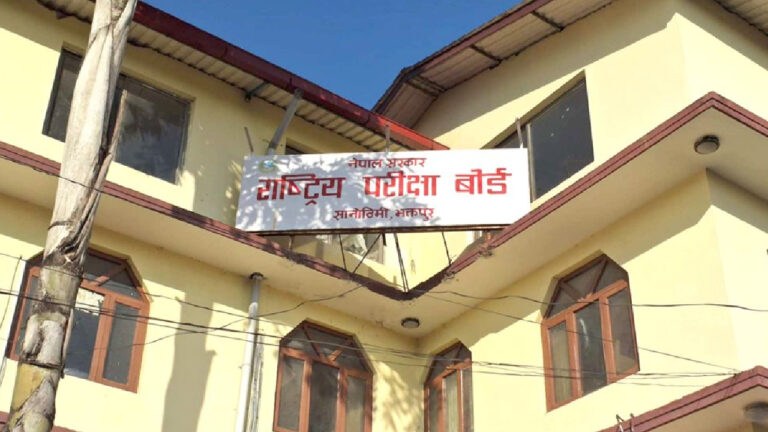 नेपाल सरकार
राष्ट्रिय परीक्षा बोर्ड
सानोठिमी, भक्तपुर